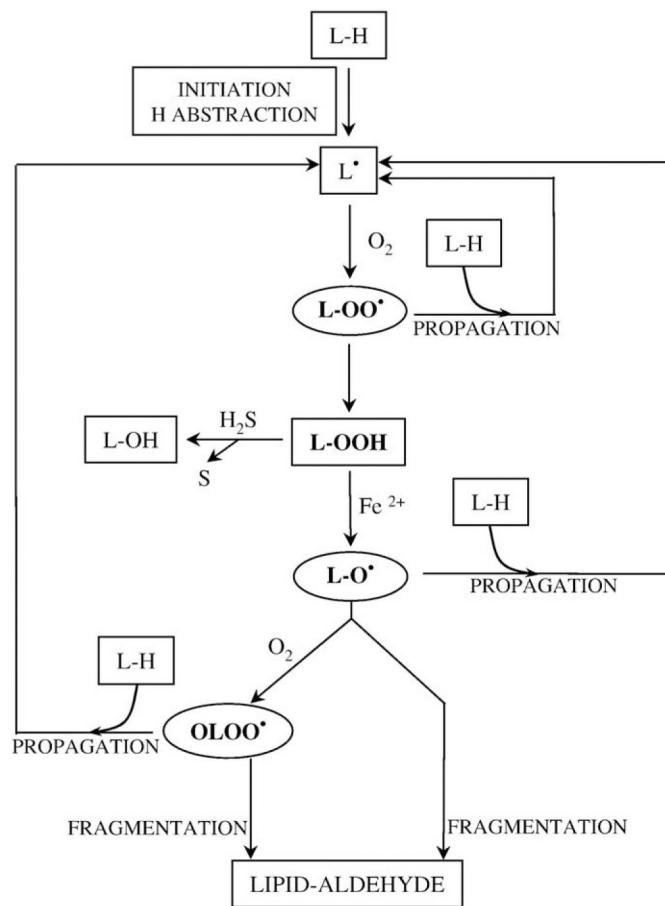 L-H
INITIATION
H ABSTRACTION
L•
O₂
L-H
L-OO•
PROPAGATION
H₂S
L-OH
L-OOH
S
Fe ²⁺
L-H
L-O•
PROPAGATION
O₂
L-H
OLOO•
PROPAGATION
FRAGMENTATION
FRAGMENTATION
LIPID-ALDEHYDE